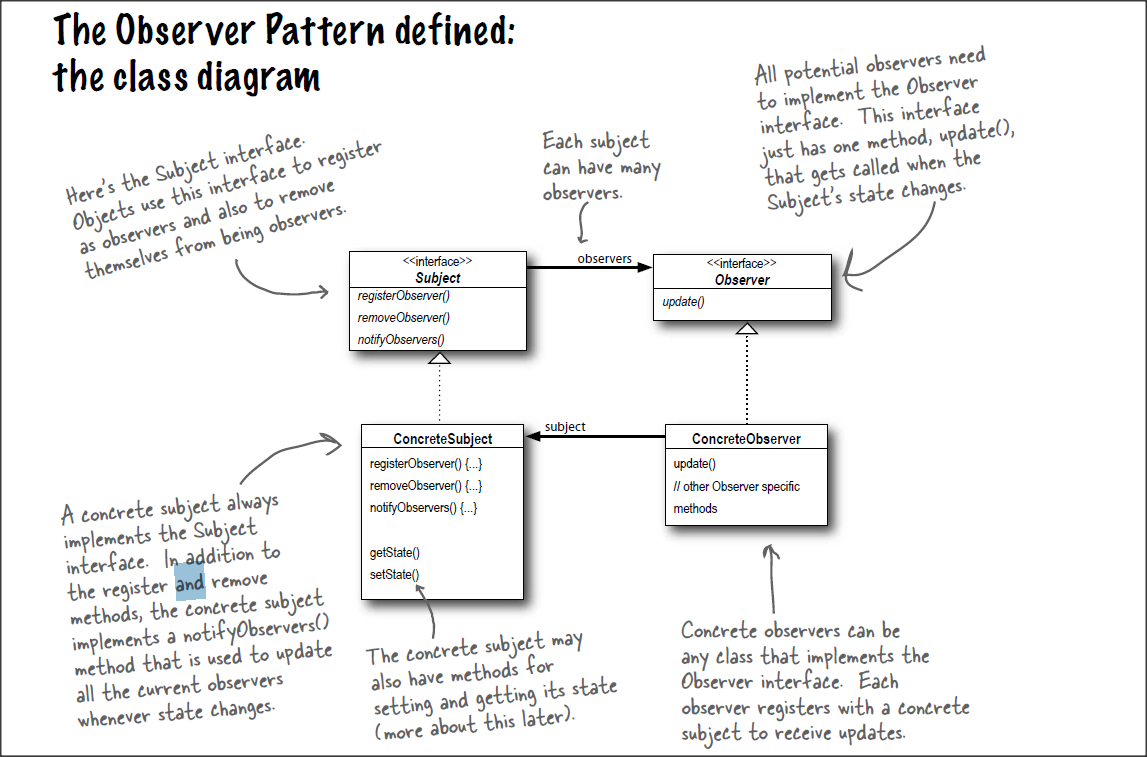 The Observer Pattern defined:
the class diagram
Here's the Subject interface.
Objects use this interface to register
as observers and also to remove
themselves from being observers.
Each subject
can have many
observers.
All potential observers need
to implement the Observer
interface. This interface
just has one method, update(),
that gets called when the
Subject's state changes.
<<interface>>
Subject
registerObserver()
removeObserver()
notifyObservers()
observers
<<interface>>
Observer
update()
ConcreteSubject
registerObserver() {...}
removeObserver() {...}
notifyObservers() {...}
getState()
setState()
subject
ConcreteObserver
update()
// other Observer specific
methods
A concrete subject always
implements the Subject
interface. In addition to
the register and remove
methods, the concrete subject
implements a notifyObservers()
method that is used to update
all the current observers
whenever state changes.
The concrete subject may
also have methods for
setting and getting its state
(more about this later).
Concrete observers can be
any class that implements the
Observer interface. Each
observer registers with a concrete
subject to receive updates.